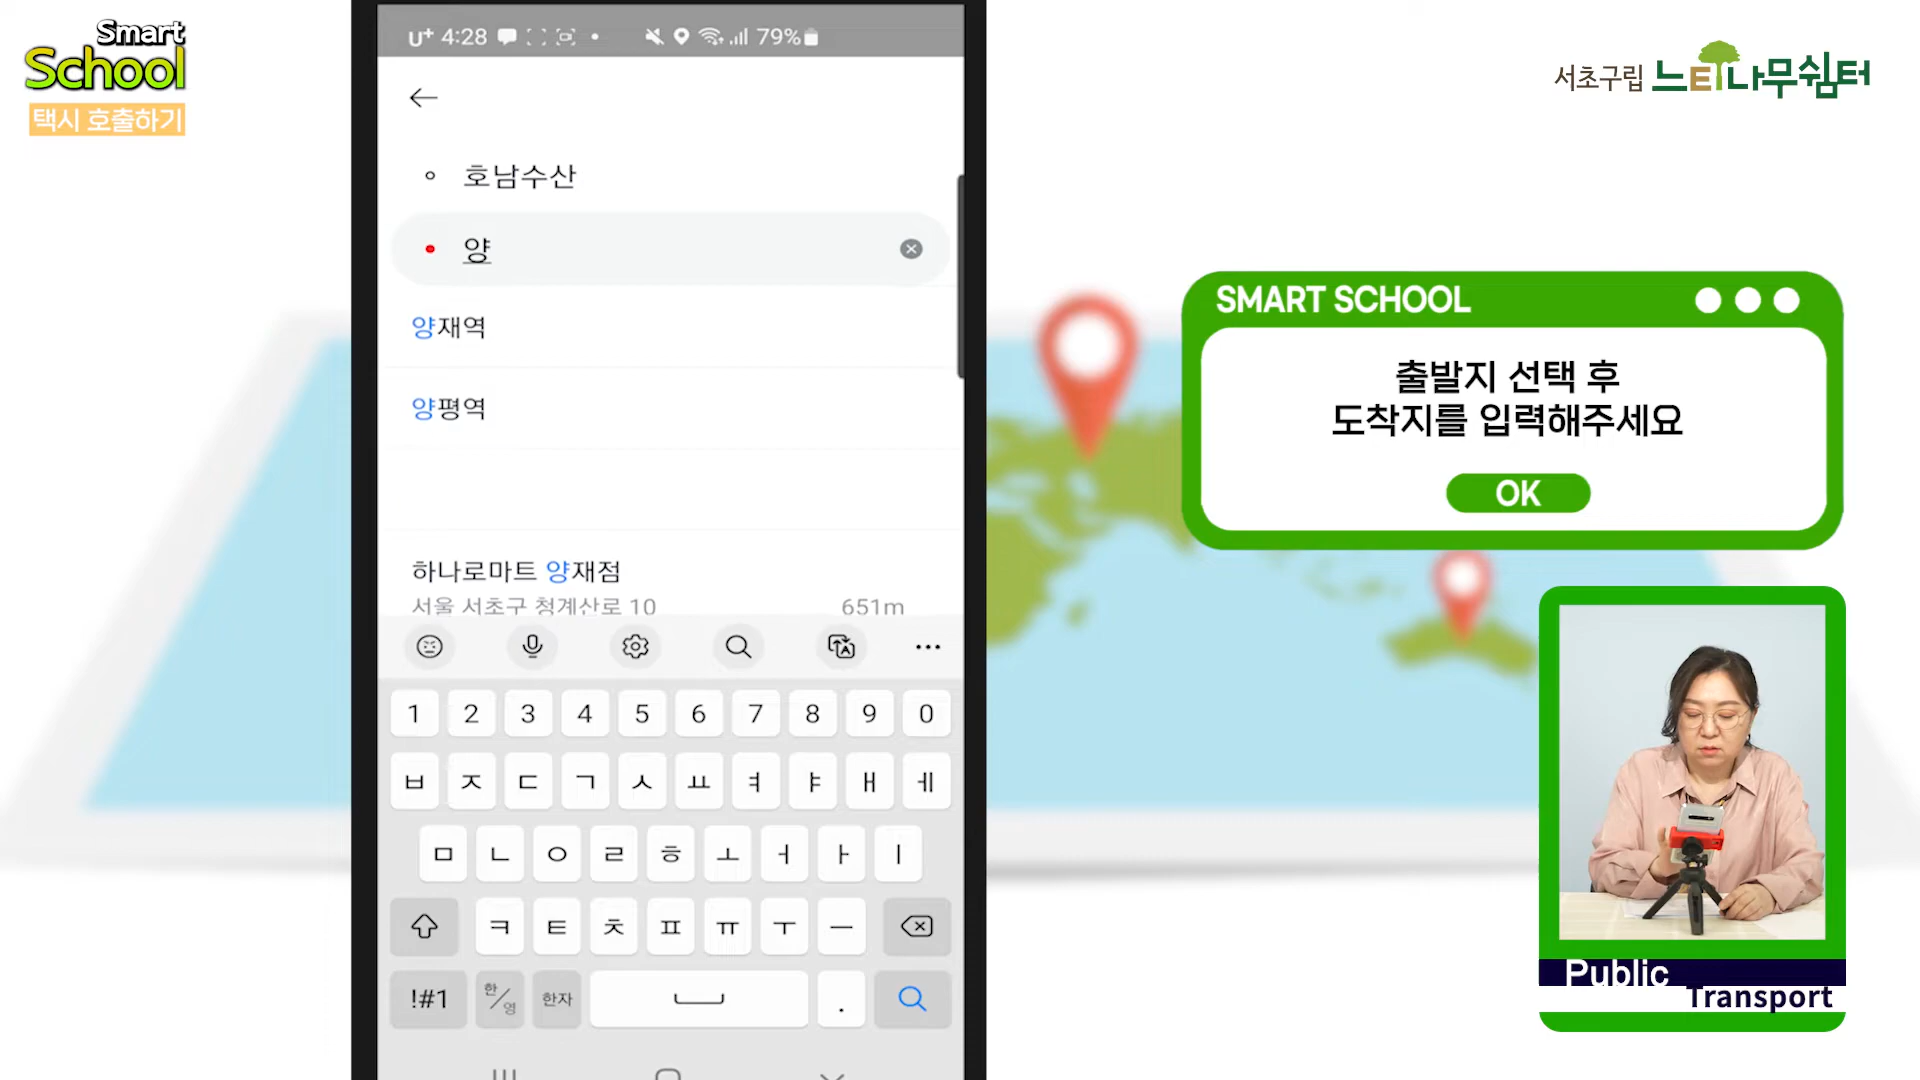 Smart
School
택시 호출하기
서초구립 느티나무쉼터
U+ 4:28 79%
호남수산
양
양재역
양평역
하나로마트 양재점
서울 서초구 청계산로 10 651m
1 2 3 4 5 6 7 8 9 0
ㅂ ㅈ ㄷ ㄱ ㅅ ㅛ ㅕ ㅑ ㅐ ㅔ
ㅁ ㄴ ㅇ ㄹ ㅎ ㅗ ㅓ ㅏ ㅣ
ㅋ ㅌ ㅊ ㅍ ㅠ ㅜ ㅡ
!#1 한/영 한자 .
SMART SCHOOL
출발지 선택 후
도착지를 입력해주세요
OK
Public
Transport